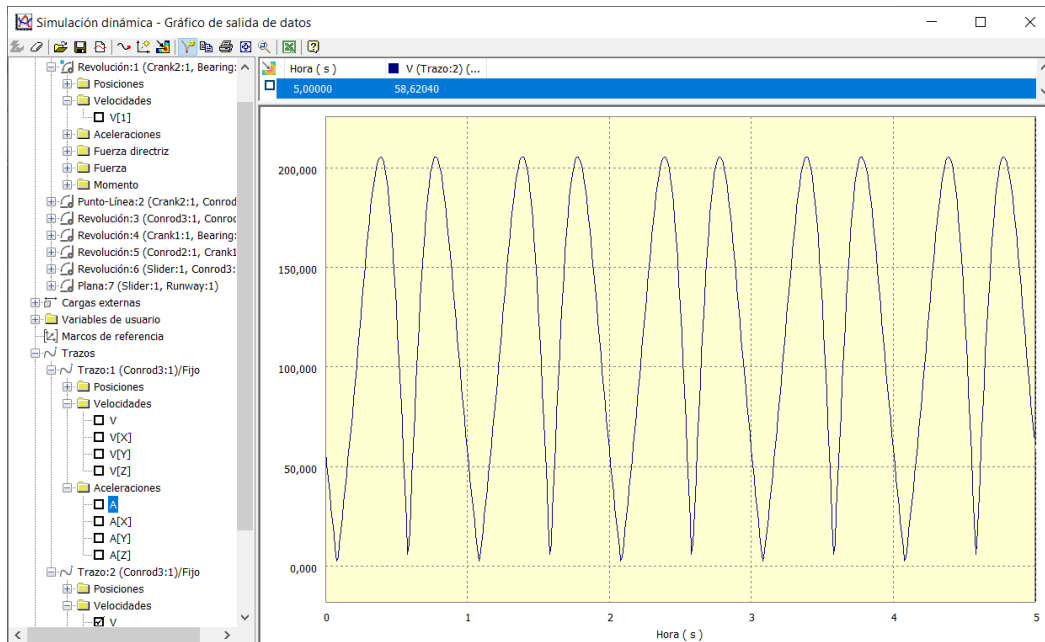 Simulación dinámica - Gráfico de salida de datos
Revolución:1 (Crank2:1, Bearing:
Posiciones
Velocidades
V[1]
Aceleraciones
Fuerza directriz
Fuerza
Momento
Punto-Línea:2 (Crank2:1, Conrod
Revolución:3 (Conrod3:1, Conroc
Revolución:4 (Crank1:1, Bearing:
Revolución:5 (Conrod2:1, Crank1
Revolución:6 (Slider:1, Conrod3:
Plana:7 (Slider:1, Runway:1)
Cargas externas
Variables de usuario
Marcos de referencia
Trazos
Trazo:1 (Conrod3:1)/Fijo
Posiciones
Velocidades
V
V[X]
V[Y]
V[Z]
Aceleraciones
A
A[X]
A[Y]
A[Z]
Trazo:2 (Conrod3:1)/Fijo
Posiciones
Velocidades
V
Hora ( s ) V (Trazo:2) (...
5,00000 58,62040
200,000
150,000
100,000
50,000
0,000
0 1 2 3 4 5
Hora ( s )